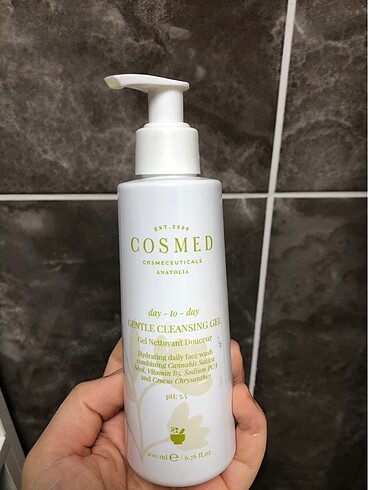 EST. 2009
COSMED
COSMECEUTICALS
ANATOLIA
day - to - day
GENTLE CLEANSING GEL
Gel Nettoyant Douceur
Hydrating daily face wash
combining Cannabis Sativa
Seed, Vitamin B5, Sodium PCA
and Crocus Chrysanthus
pH: 5.5
200 ml e / 6.76 fl.oz